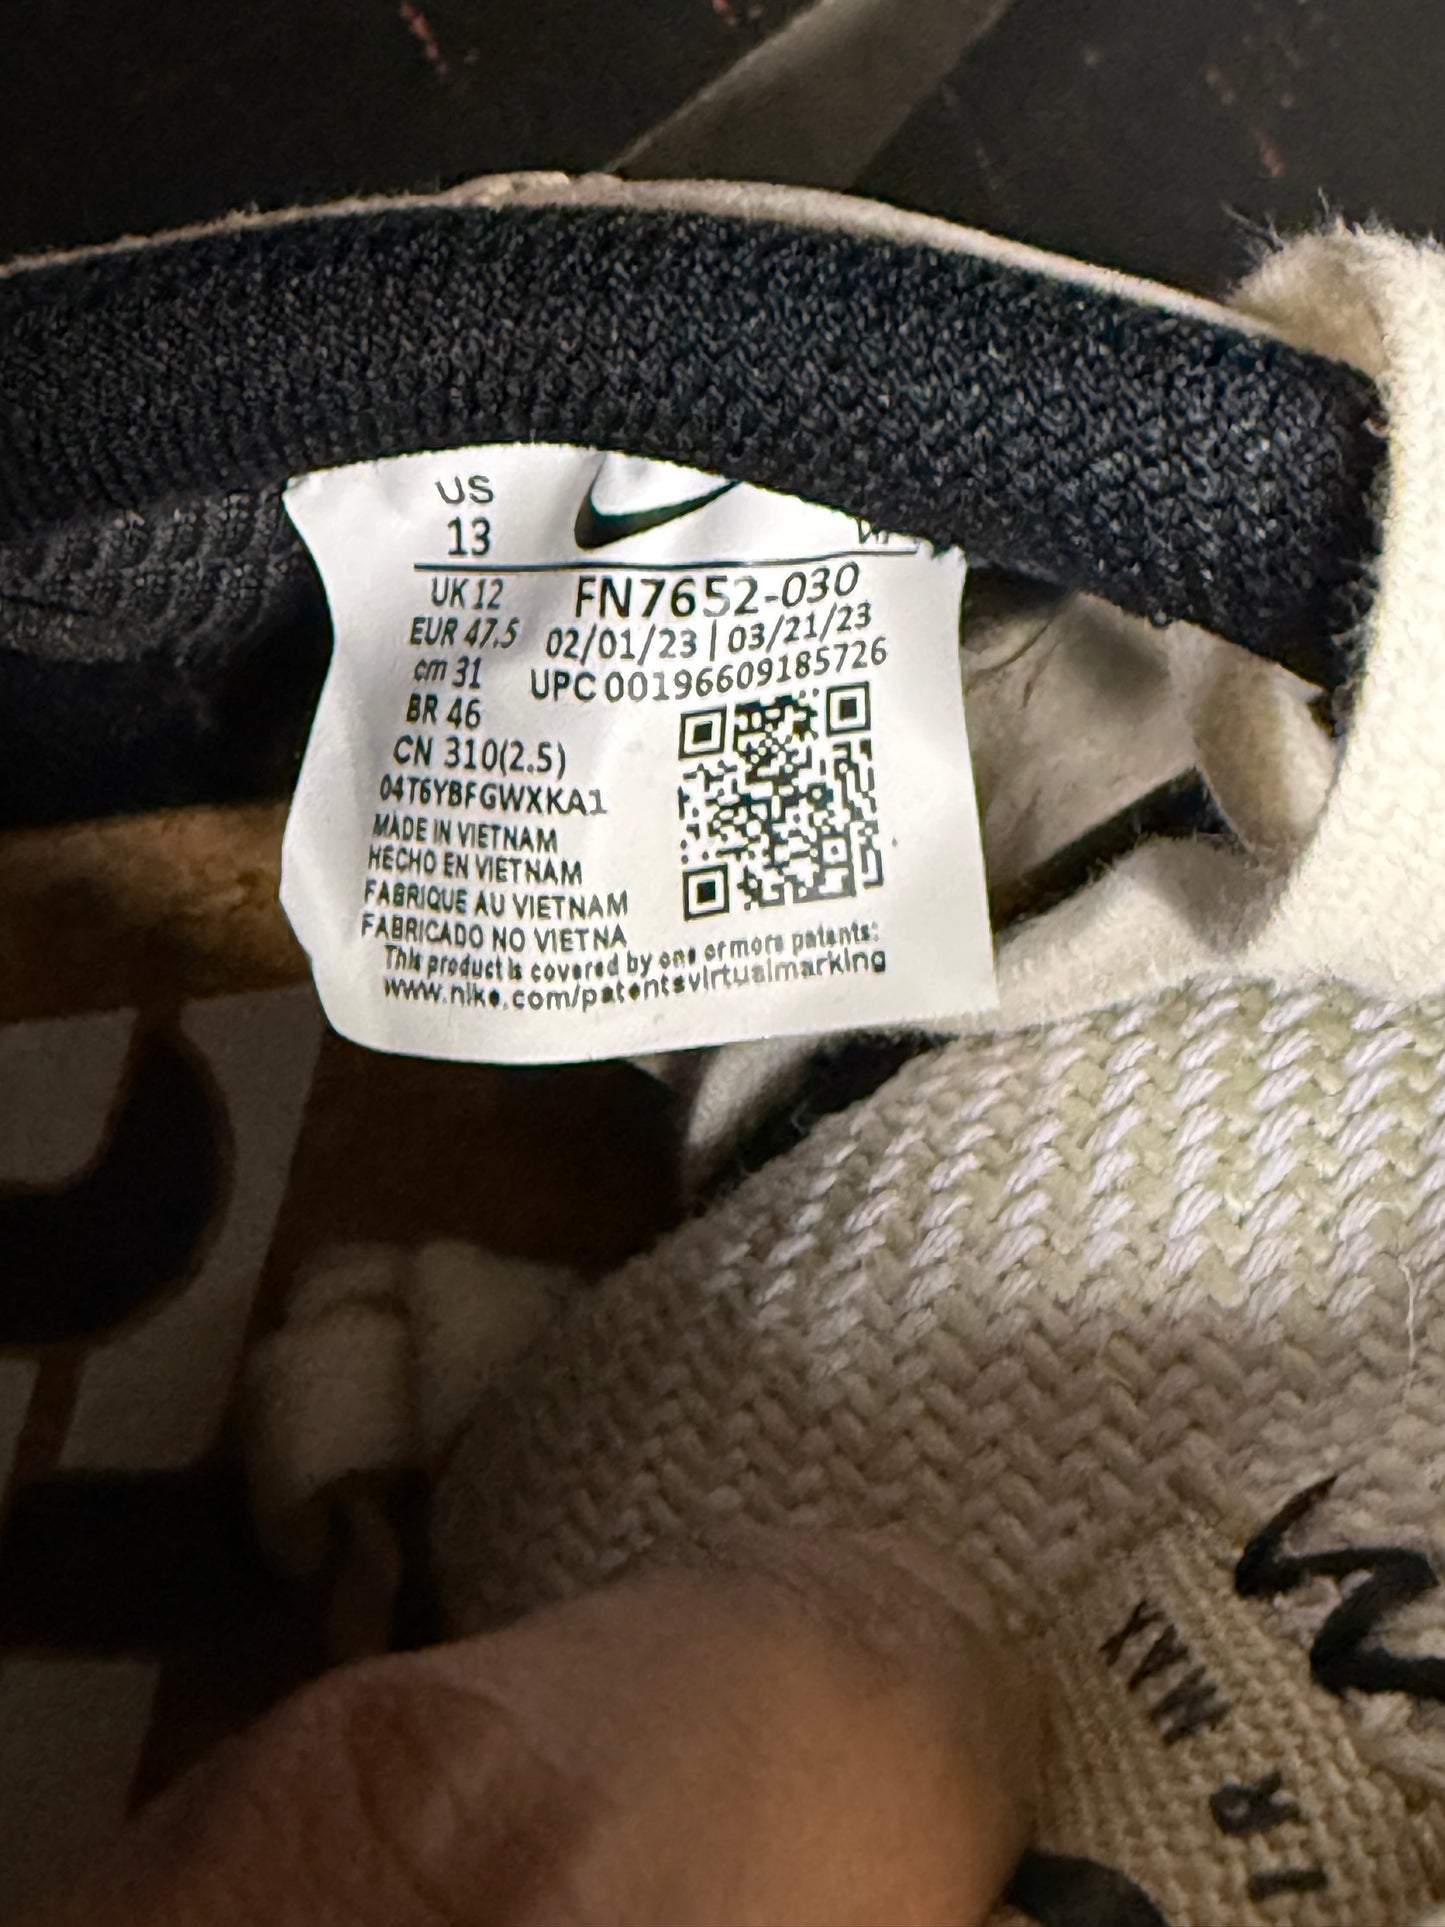 US
13
UK 12
FN7652-030
EUR 47.5
02/01/23 | 03/21/23
cm 31
UPC 00196609185726
BR 46
CN 310(2.5)
04T6YBFGWXKA1
MADE IN VIETNAM
HECHO EN VIETNAM
FABRIQUE AU VIETNAM
FABRICADO NO VIETNA
This product is covered by one or more patents:
www.nike.com/patentsvirtualmarking